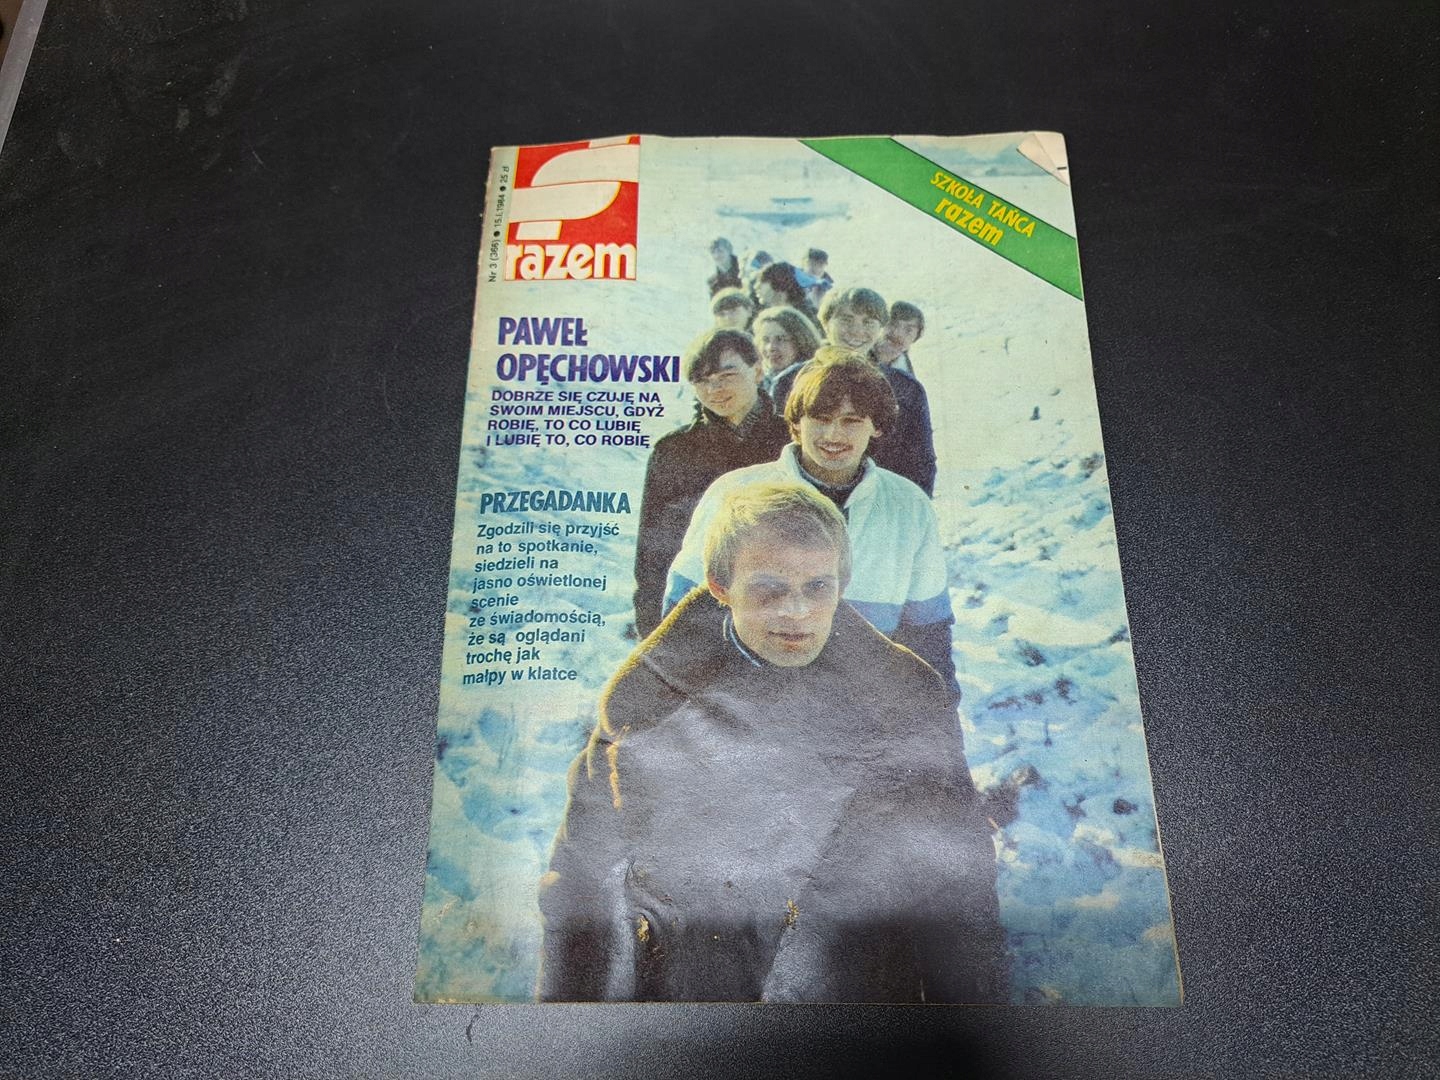 Nr 3 (366) ● 15.I.1984 ● 25 zł
razem
SZKOŁA TAŃCA
razem
PAWEŁ
OPĘCHOWSKI
DOBRZE SIĘ CZUJĘ NA
SWOIM MIEJSCU, GDYŻ
ROBIĘ, TO CO LUBIĘ
I LUBIĘ TO, CO ROBIĘ
PRZEGADANKA
Zgodzili się przyjść
na to spotkanie,
siedzieli na
jasno oświetlonej
scenie
ze świadomością,
że są oglądani
trochę jak
małpy w klatce